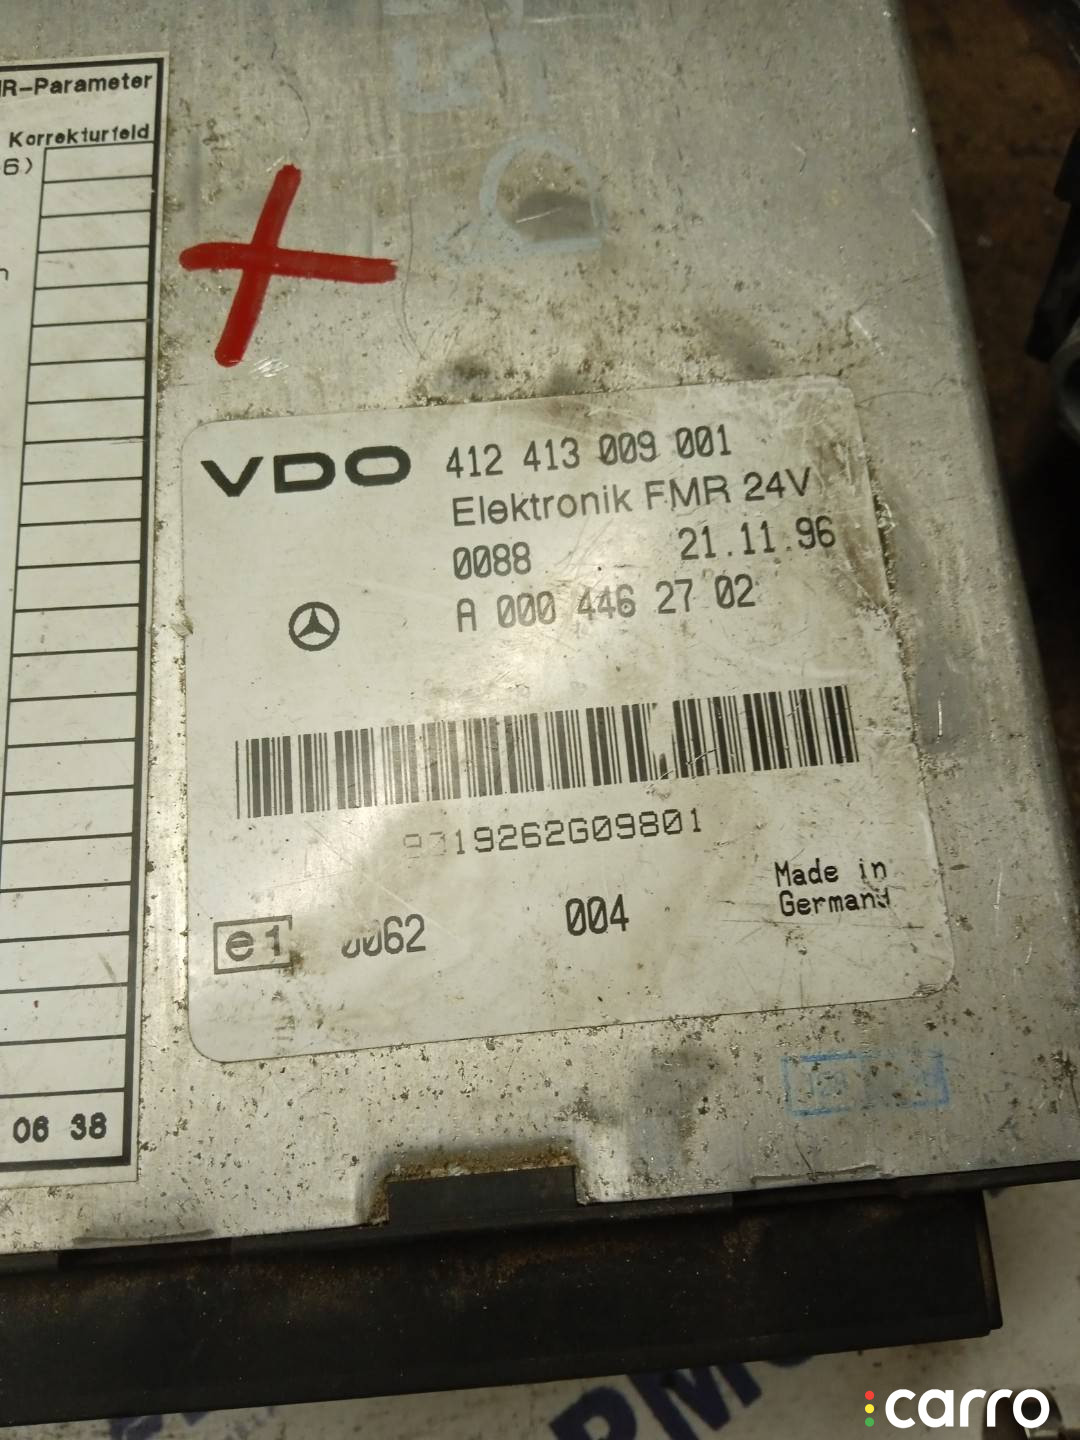 -Parameter
Korrekturfeld
6)
n
VDO 412 413 009 001
Elektronik FMR 24V
0088 21.11.96
A 000 446 27 02
e1 0062 004
Made in
Germany
06 38
carro